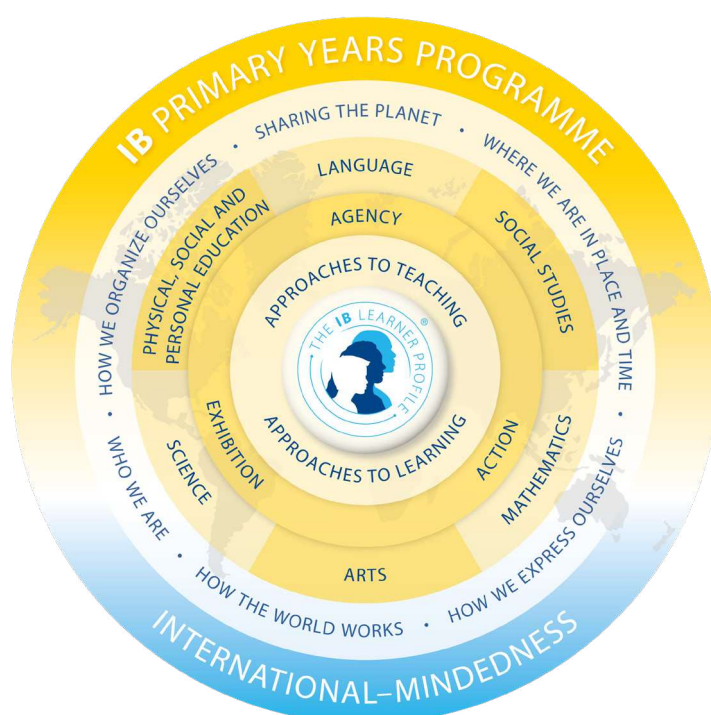 IB PRIMARY YEARS PROGRAMME
SHARING THE PLANET
•
WHERE WE ARE IN PLACE AND TIME
•
HOW WE EXPRESS OURSELVES
•
HOW THE WORLD WORKS
•
WHO WE ARE
•
HOW WE ORGANIZE OURSELVES
•
LANGUAGE
SOCIAL STUDIES
MATHEMATICS
ARTS
SCIENCE
PHYSICAL, SOCIAL AND
PERSONAL EDUCATION
AGENCY
ACTION
EXHIBITION
APPROACHES TO TEACHING
• THE IB LEARNER PROFILE •
®
APPROACHES TO LEARNING
INTERNATIONAL–MINDEDNESS